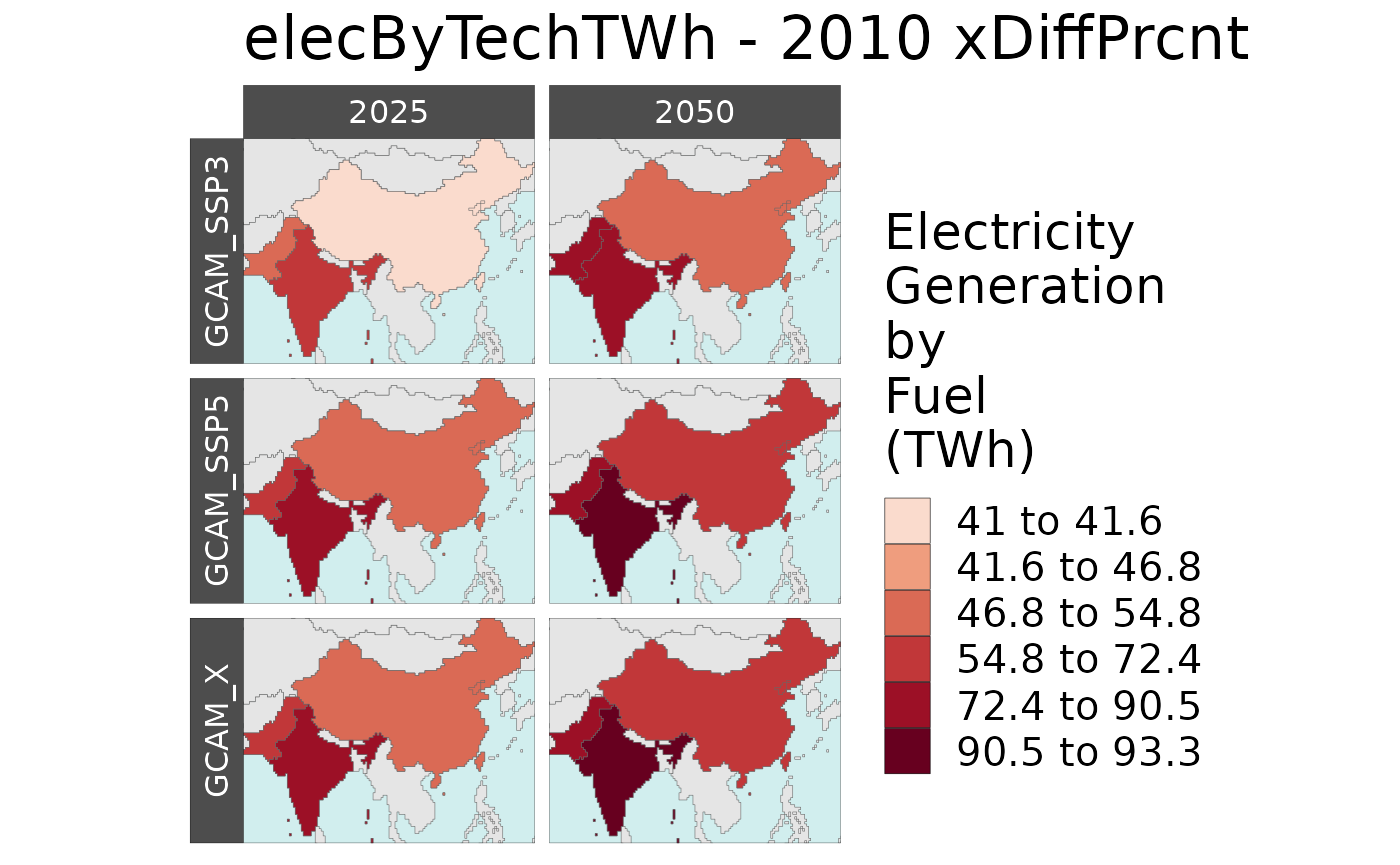 elecByTechTWh - 2010 xDiffPrcnt
2025
2050
GCAM_SSP3
GCAM_SSP5
GCAM_X
Electricity
Generation
by
Fuel
(TWh)
41 to 41.6
41.6 to 46.8
46.8 to 54.8
54.8 to 72.4
72.4 to 90.5
90.5 to 93.3